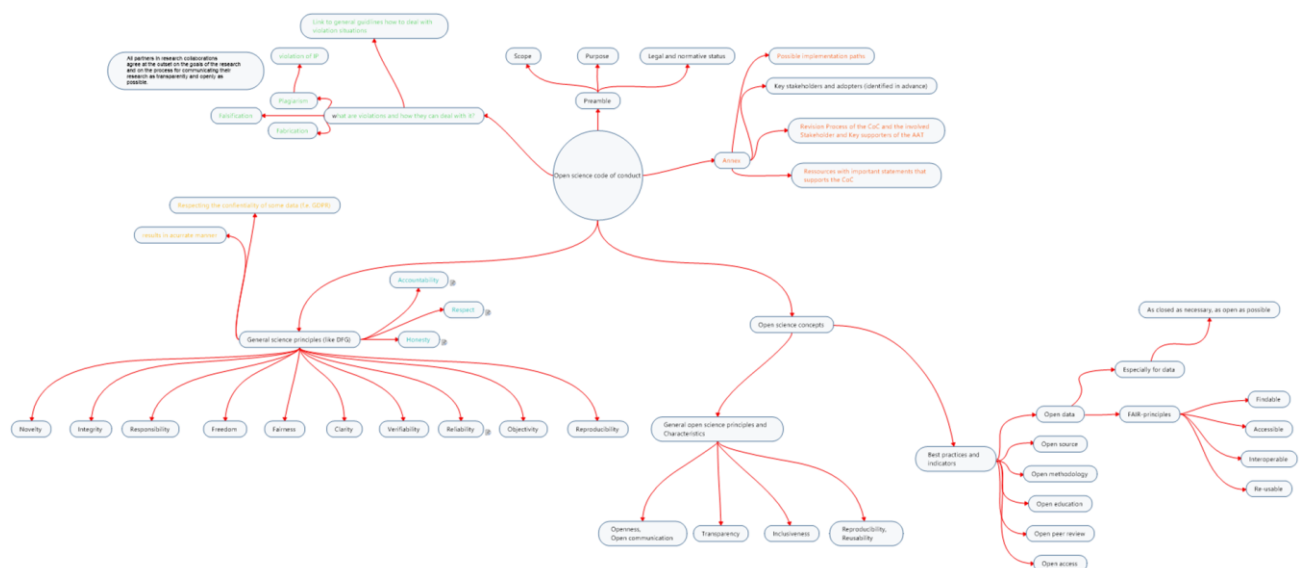 Link to general guidlines how to deal with
violation situations
All partners in research collaborations
agree at the outset on the goals of the research
and on the process for communicating their
research as transparently and openly as
possible.
violation of IP
Plagiarism
Falsification
Fabrication
what are violations and how they can deal with it?
Scope
Purpose
Legal and normative status
Preamble
Open science code of conduct
Possible implementation paths
Key stakeholders and adopters (identified in advance)
Revision Process of the CoC and the involved
Stakeholder and Key supporters of the AAT
Ressources with important statements that
supports the CoC
Annex
Respecting the confientiality of some data (f.e. GDPR)
results in acurrate manner.
Accountability
Respect
Honesty
General science principles (like DFG)
Novelty
Integrity
Responsibility
Freedom
Fairness
Clarity
Verifiability
Reliability
Objectivity
Reproducibility
Open science concepts
General open science principles and
Characteristics
Openness,
Open communication
Transparency
Inclusiveness
Reproducibility,
Reusability
Best practices and
indicators
As closed as necessary, as open as possible
Especially for data
Open data
FAIR-principles
Findable
Accessible
Interoperable
Re-usable
Open source
Open methodology
Open education
Open peer review
Open access